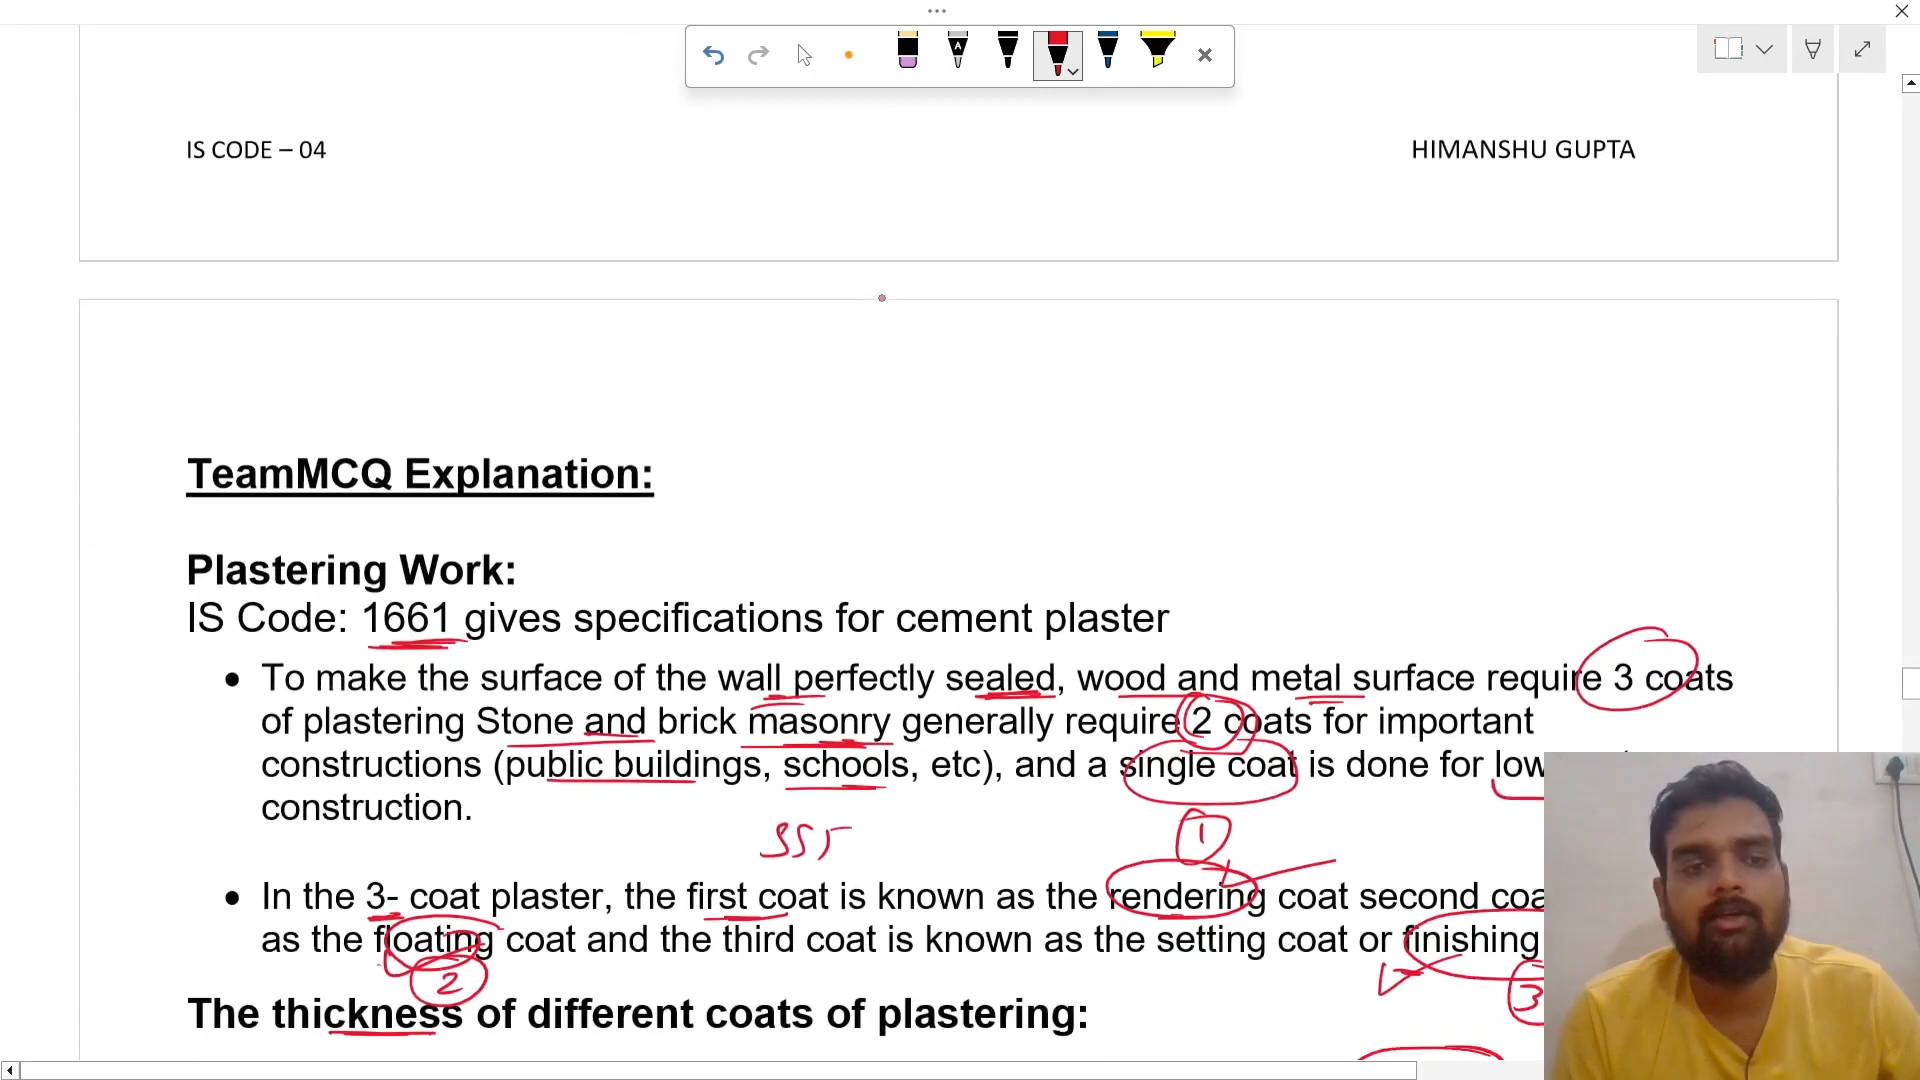 IS CODE – 04 HIMANSHU GUPTA
TeamMCQ Explanation:
Plastering Work:
IS Code: 1661 gives specifications for cement plaster
• To make the surface of the wall perfectly sealed, wood and metal surface require 3 coats
of plastering Stone and brick masonry generally require 2 coats for important
constructions (public buildings, schools, etc), and a single coat is done for low
construction.
1
• In the 3- coat plaster, the first coat is known as the rendering coat second
as the floating coat and the third coat is known as the setting coat or finishing
2
3
The thickness of different coats of plastering: